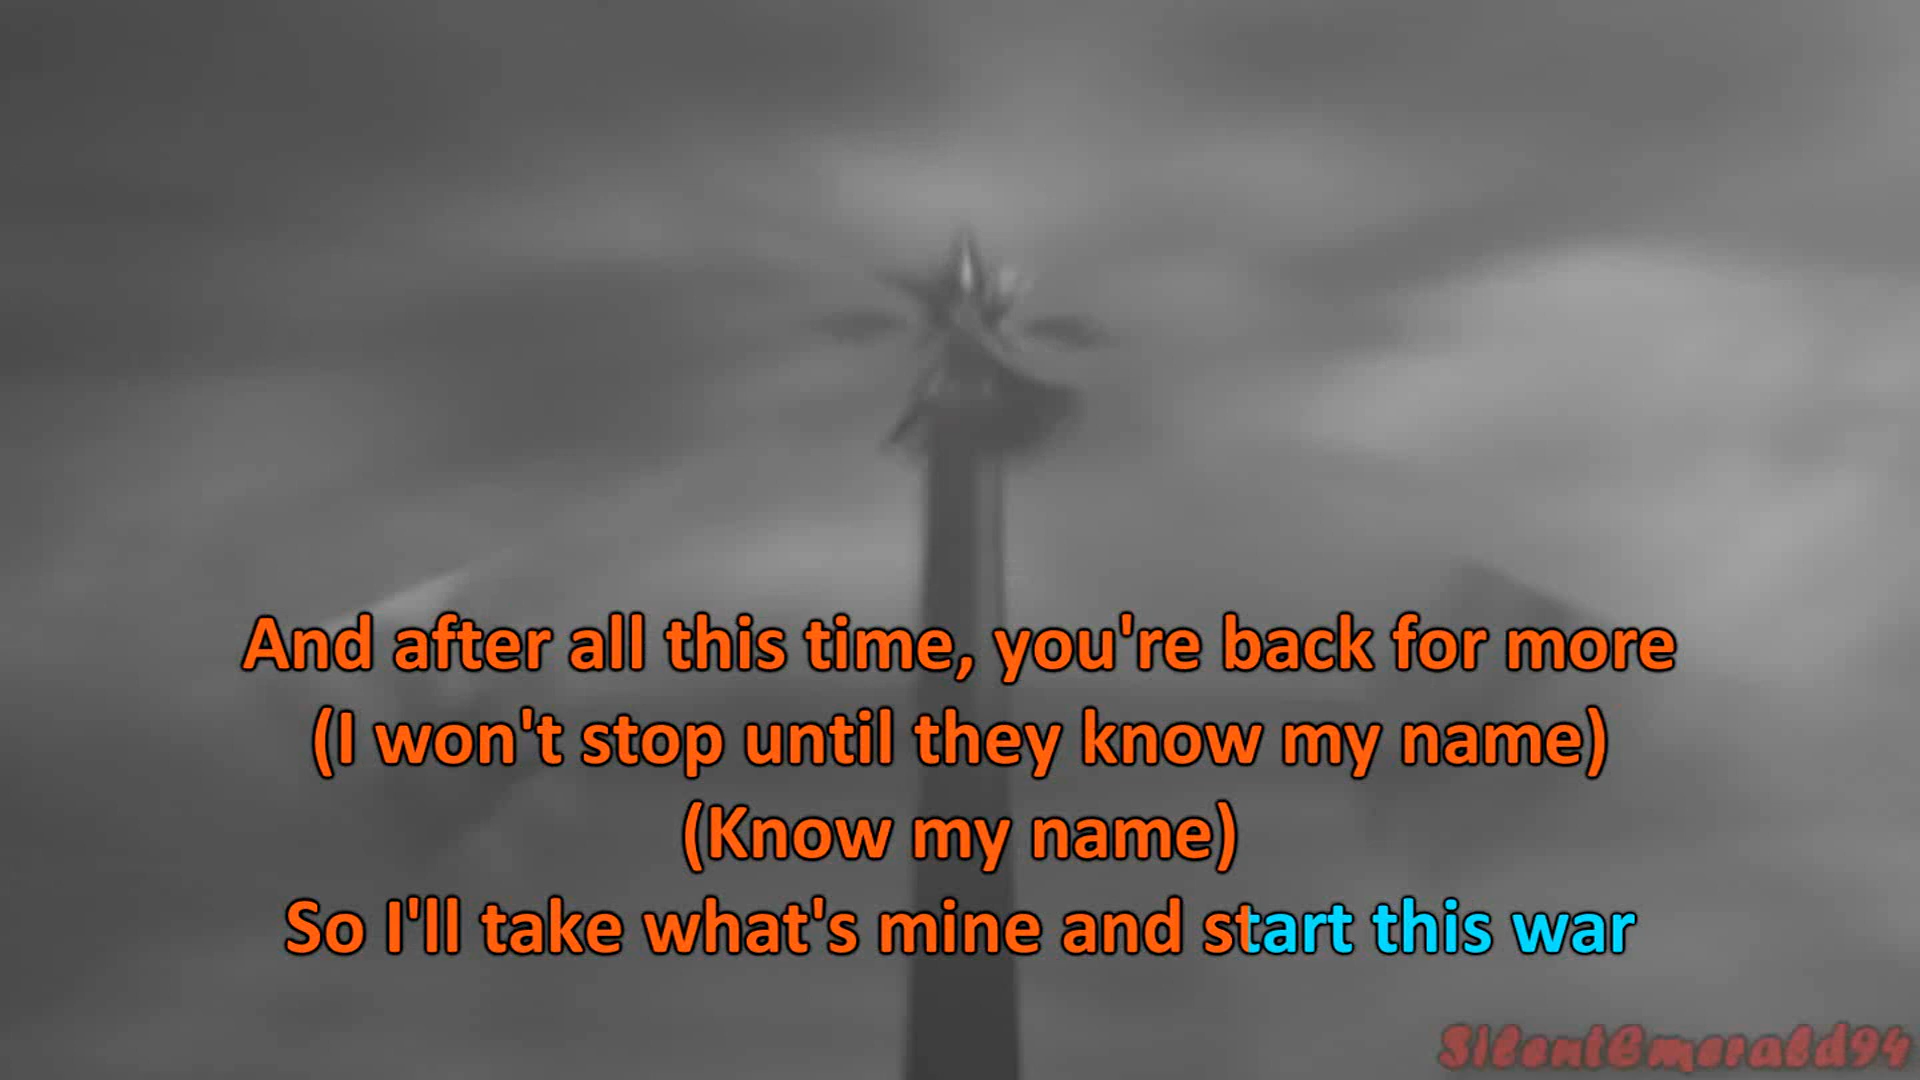 And after all this time, you're back for more
(I won't stop until they know my name)
(Know my name)
So I'll take what's mine and start this war
SilentEmerald94